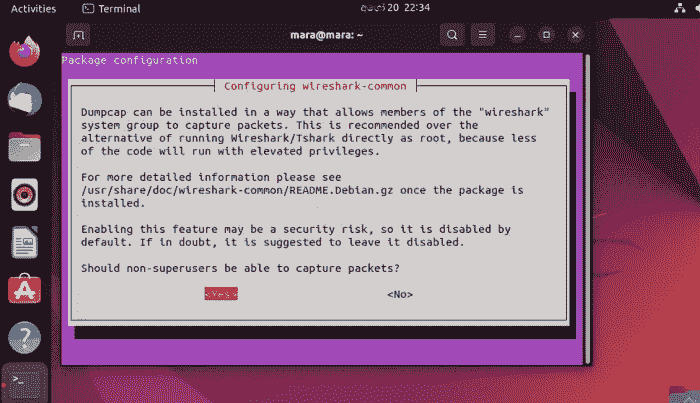 Activities
Terminal
අගෝ 20 22:34
mara@mara: ~
Package configuration
Configuring wireshark-common
Dumpcap can be installed in a way that allows members of the "wireshark"
system group to capture packets. This is recommended over the
alternative of running Wireshark/Tshark directly as root, because less
of the code will run with elevated privileges.
For more detailed information please see
/usr/share/doc/wireshark-common/README.Debian.gz once the package is
installed.
Enabling this feature may be a security risk, so it is disabled by
default. If in doubt, it is suggested to leave it disabled.
Should non-superusers be able to capture packets?
<Yes>
<No>